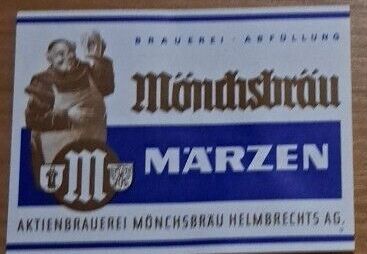 BRAUEREI-ABFÜLLUNG
Mönchsbräu
MÄRZEN
M
AKTIENBRAUEREI MÖNCHSBRÄU HELMBRECHTS AG.